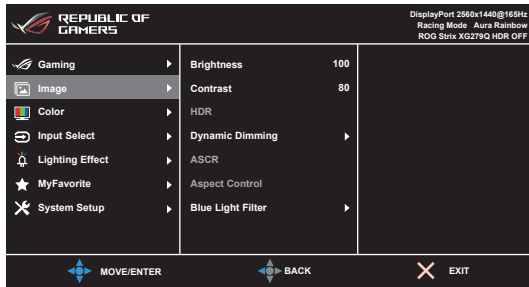 REPUBLIC OF
GAMERS
DisplayPort 2560x1440@165Hz
Racing Mode Aura Rainbow
ROG Strix XG279Q HDR OFF
Gaming
Image
Color
Input Select
Lighting Effect
MyFavorite
System Setup
Brightness 100
Contrast 80
HDR
Dynamic Dimming
ASCR
Aspect Control
Blue Light Filter
MOVE/ENTER
BACK
EXIT